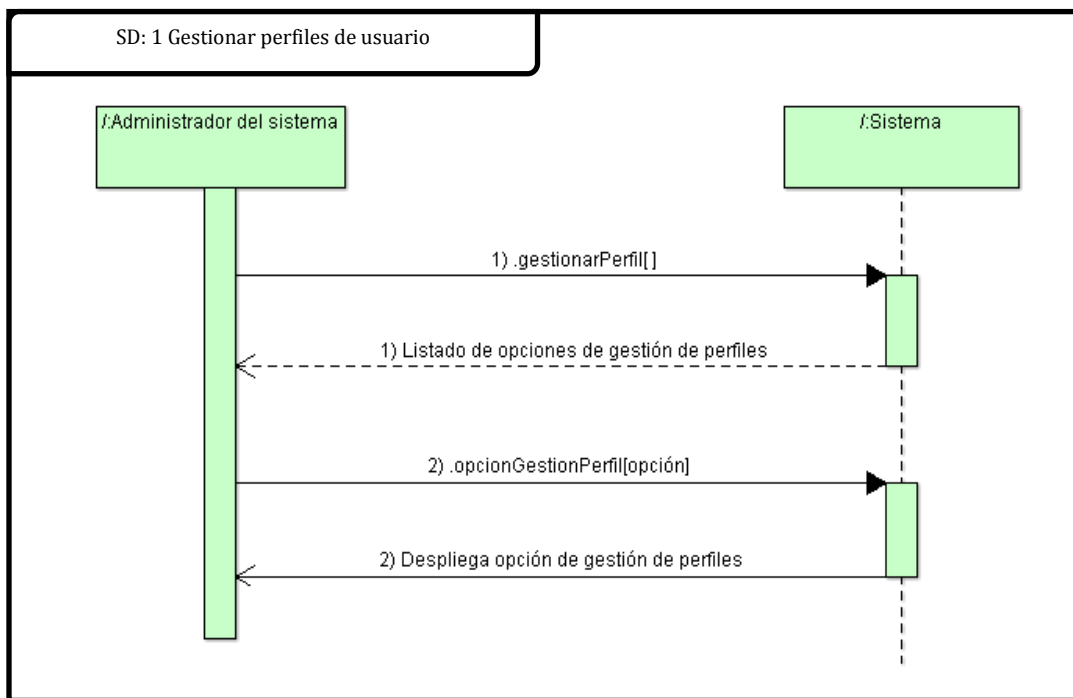 SD: 1 Gestionar perfiles de usuario
/:Administrador del sistema
/:Sistema
1) .gestionarPerfil[ ]
1) Listado de opciones de gestión de perfiles
2) .opcionGestionPerfil[opción]
2) Despliega opción de gestión de perfiles